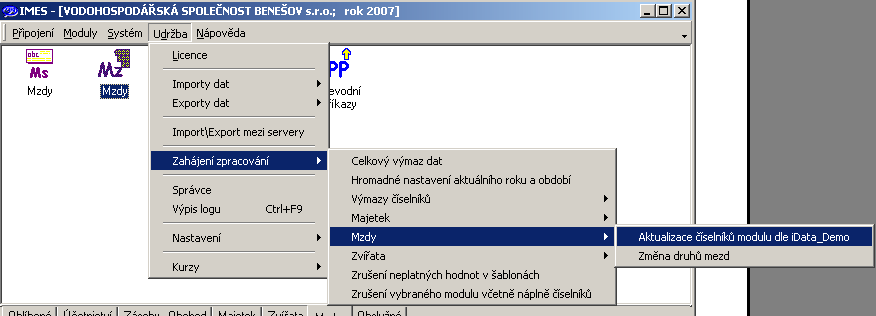 IMES - [VODOHOSPODÁŘSKÁ SPOLEČNOST BENEŠOV s.r.o.; rok 2007]
Připojení Moduly Systém Udržba Nápověda
abc
Ms
Mzdy
Mz
Mzdy
PP
evodní
íkazy
Licence
Importy dat
Exporty dat
Import\Export mezi servery
Zahájení zpracování
Správce
Výpis logu Ctrl+F9
Nastavení
Kurzy
Celkový výmaz dat
Hromadné nastavení aktuálního roku a období
Výmazy číselníků
Majetek
Mzdy
Zvířata
Zrušení neplatných hodnot v šablonách
Zrušení vybraného modulu včetně náplně číselníků
Aktualizace číselníků modulu dle iData_Demo
Změna druhů mezd
Oblíbené Účetnictví Zásoby Obchod Majetek Zvířata Mzdy Obslužné